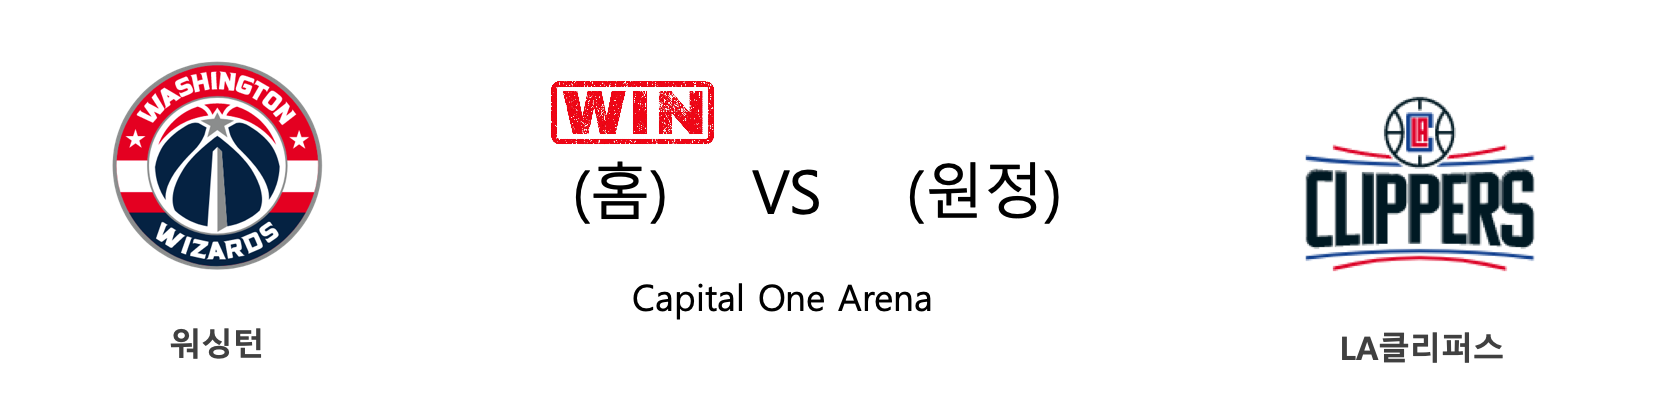 WASHINGTON
WIZARDS
워싱턴
WIN
(홈) VS (원정)
Capital One Arena
LA
CLIPPERS
LA클리퍼스